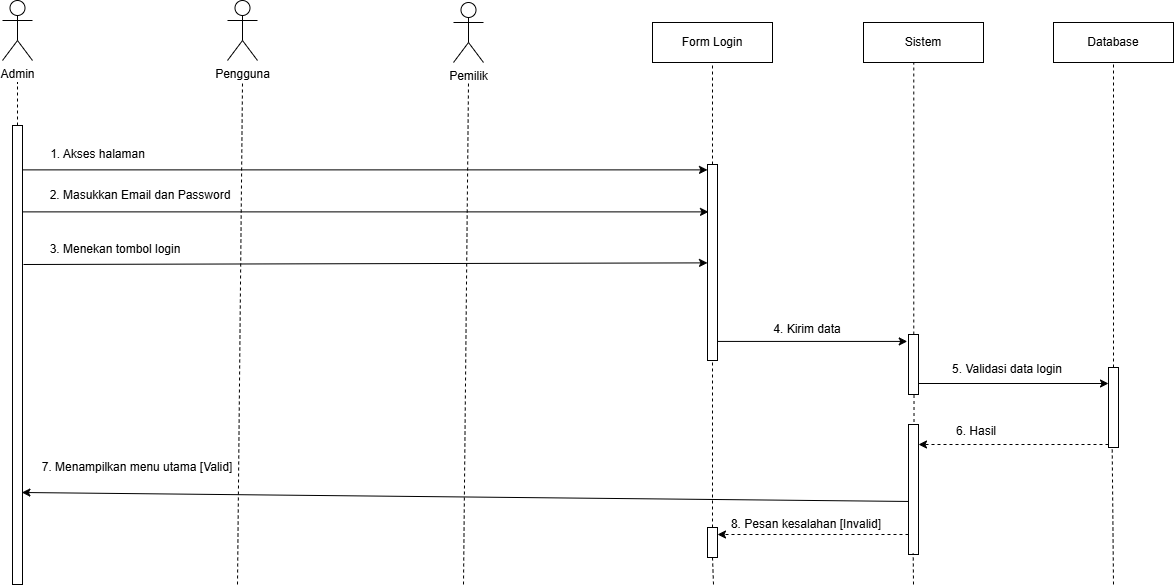 Admin
Pengguna
Pemilik
Form Login
Sistem
Database
1. Akses halaman
2. Masukkan Email dan Password
3. Menekan tombol login
4. Kirim data
5. Validasi data login
6. Hasil
7. Menampilkan menu utama [Valid]
8. Pesan kesalahan [Invalid]